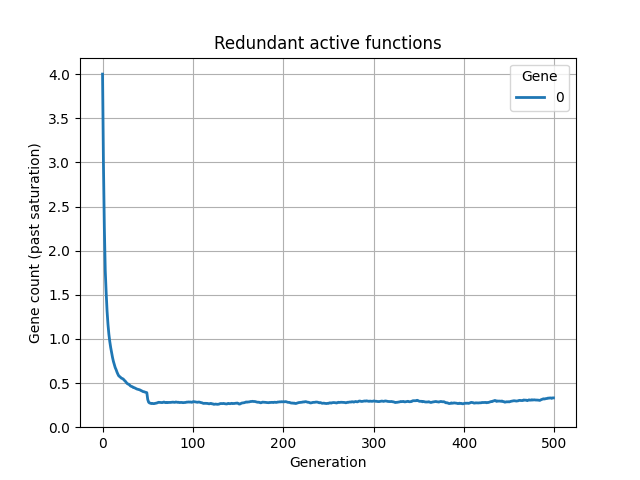 Redundant active functions
Gene
0
Gene count (past saturation)
4.0
3.5
3.0
2.5
2.0
1.5
1.0
0.5
0.0
0 100 200 300 400 500
Generation